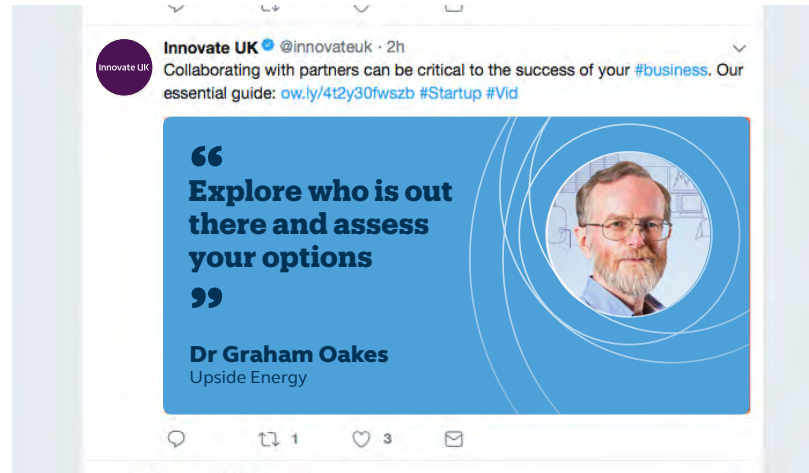 Innovate UK
Innovate UK @innovateuk · 2h
Collaborating with partners can be critical to the success of your #business. Our
essential guide: ow.ly/4t2y30fwszb #Startup #Vid
“
Explore who is out
there and assess
your options
”
Dr Graham Oakes
Upside Energy
1 3